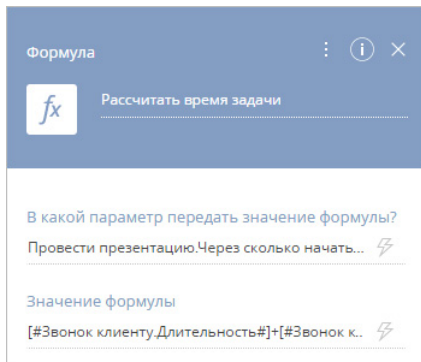 Формула
fx
Рассчитать время задачи
В какой параметр передать значение формулы?
Провести презентацию.Через сколько начать...
Значение формулы
[#Звонок клиенту.Длительность#]+[#Звонок к..